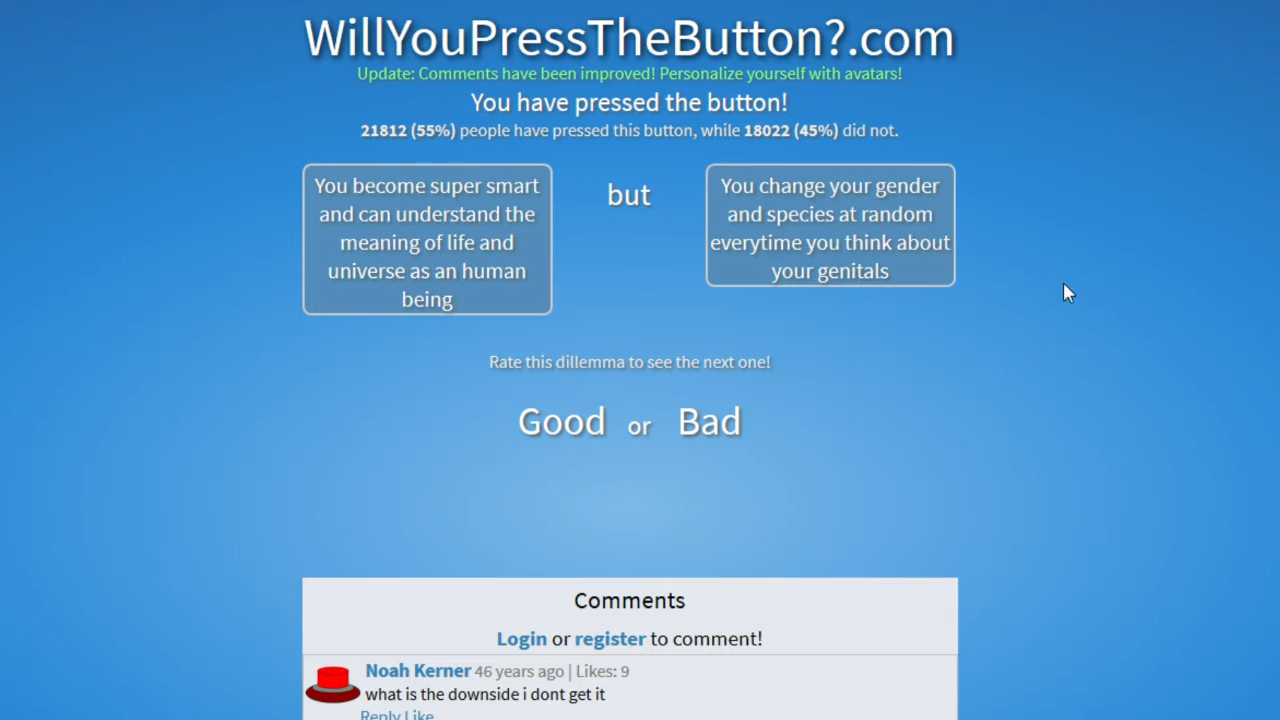 WillYouPressTheButton?.com
Update: Comments have been improved! Personalize yourself with avatars!
You have pressed the button!
21812 (55%) people have pressed this button, while 18022 (45%) did not.
You become super smart
and can understand the
meaning of life and
universe as an human
being
but
You change your gender
and species at random
everytime you think about
your genitals
Rate this dillemma to see the next one!
Good or Bad
Comments
Login or register to comment!
Noah Kerner 46 years ago | Likes: 9
what is the downside i dont get it
Reply Like